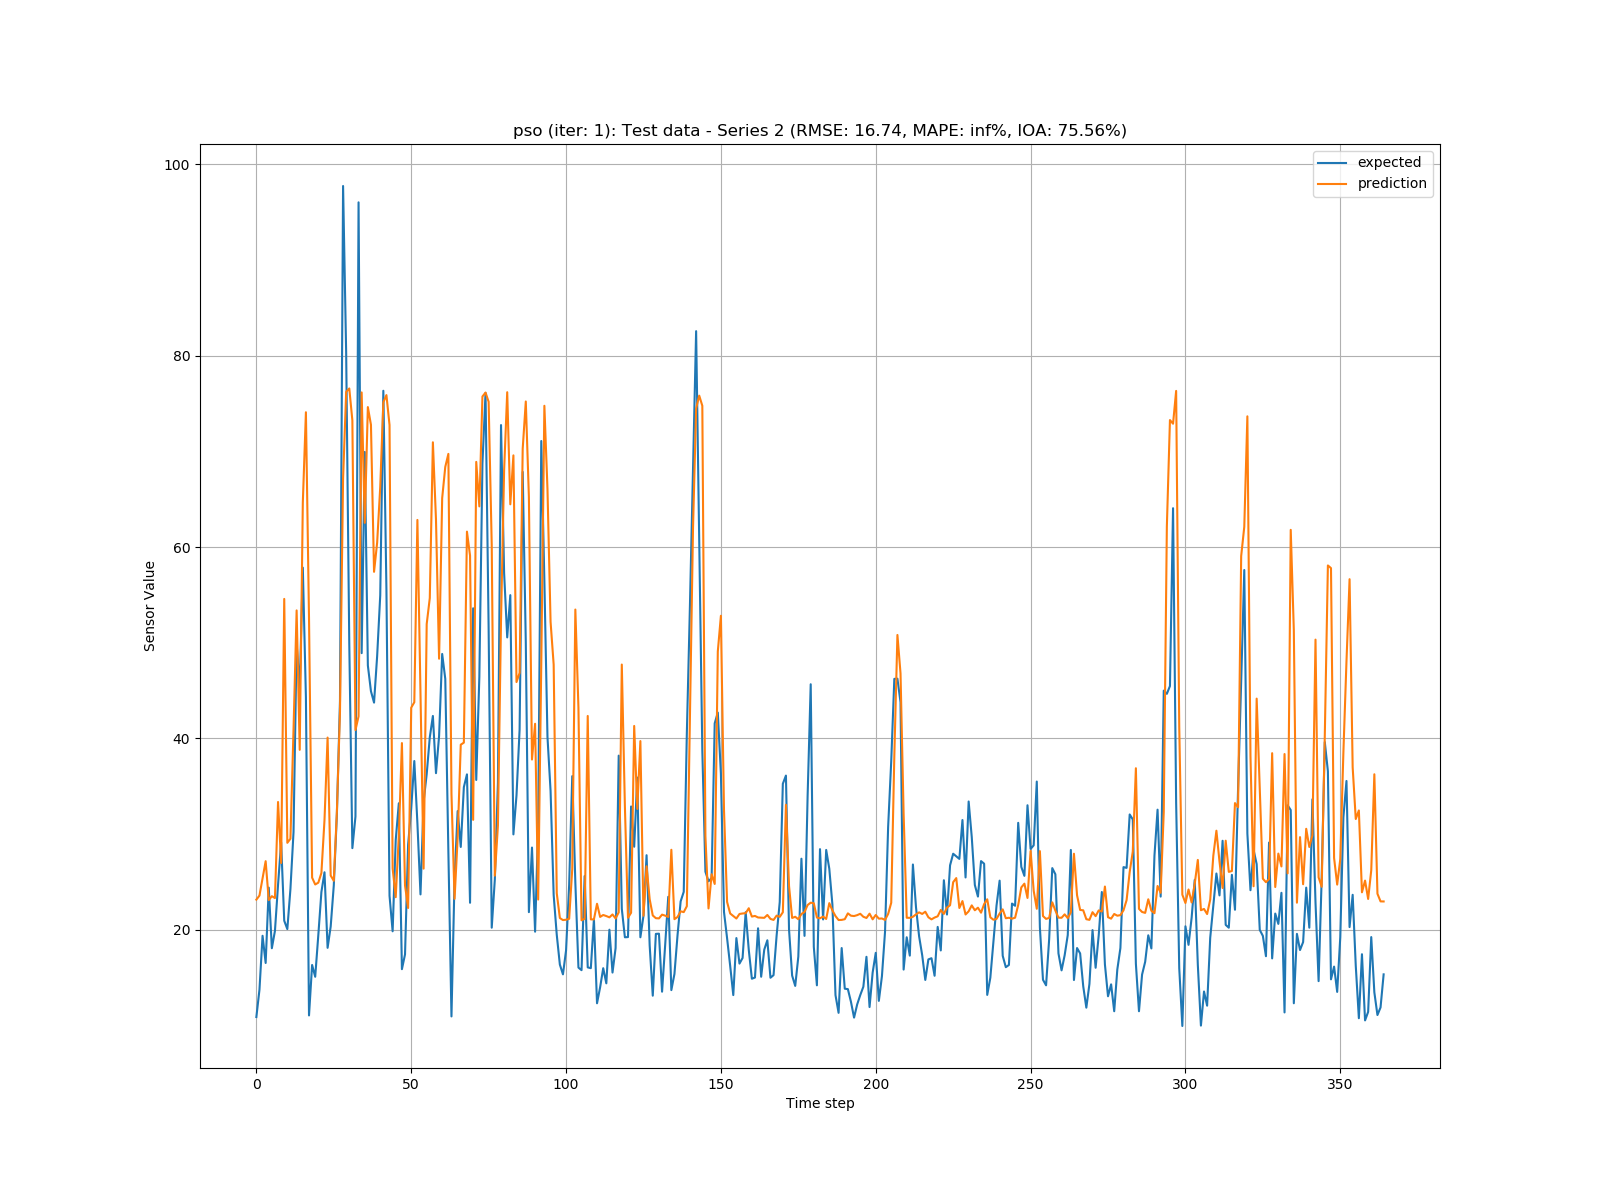 pso (iter: 1): Test data - Series 2 (RMSE: 16.74, MAPE: inf%, IOA: 75.56%)
expected
prediction
100
80
60
40
20
Sensor Value
0 50 100 150 200 250 300 350
Time step